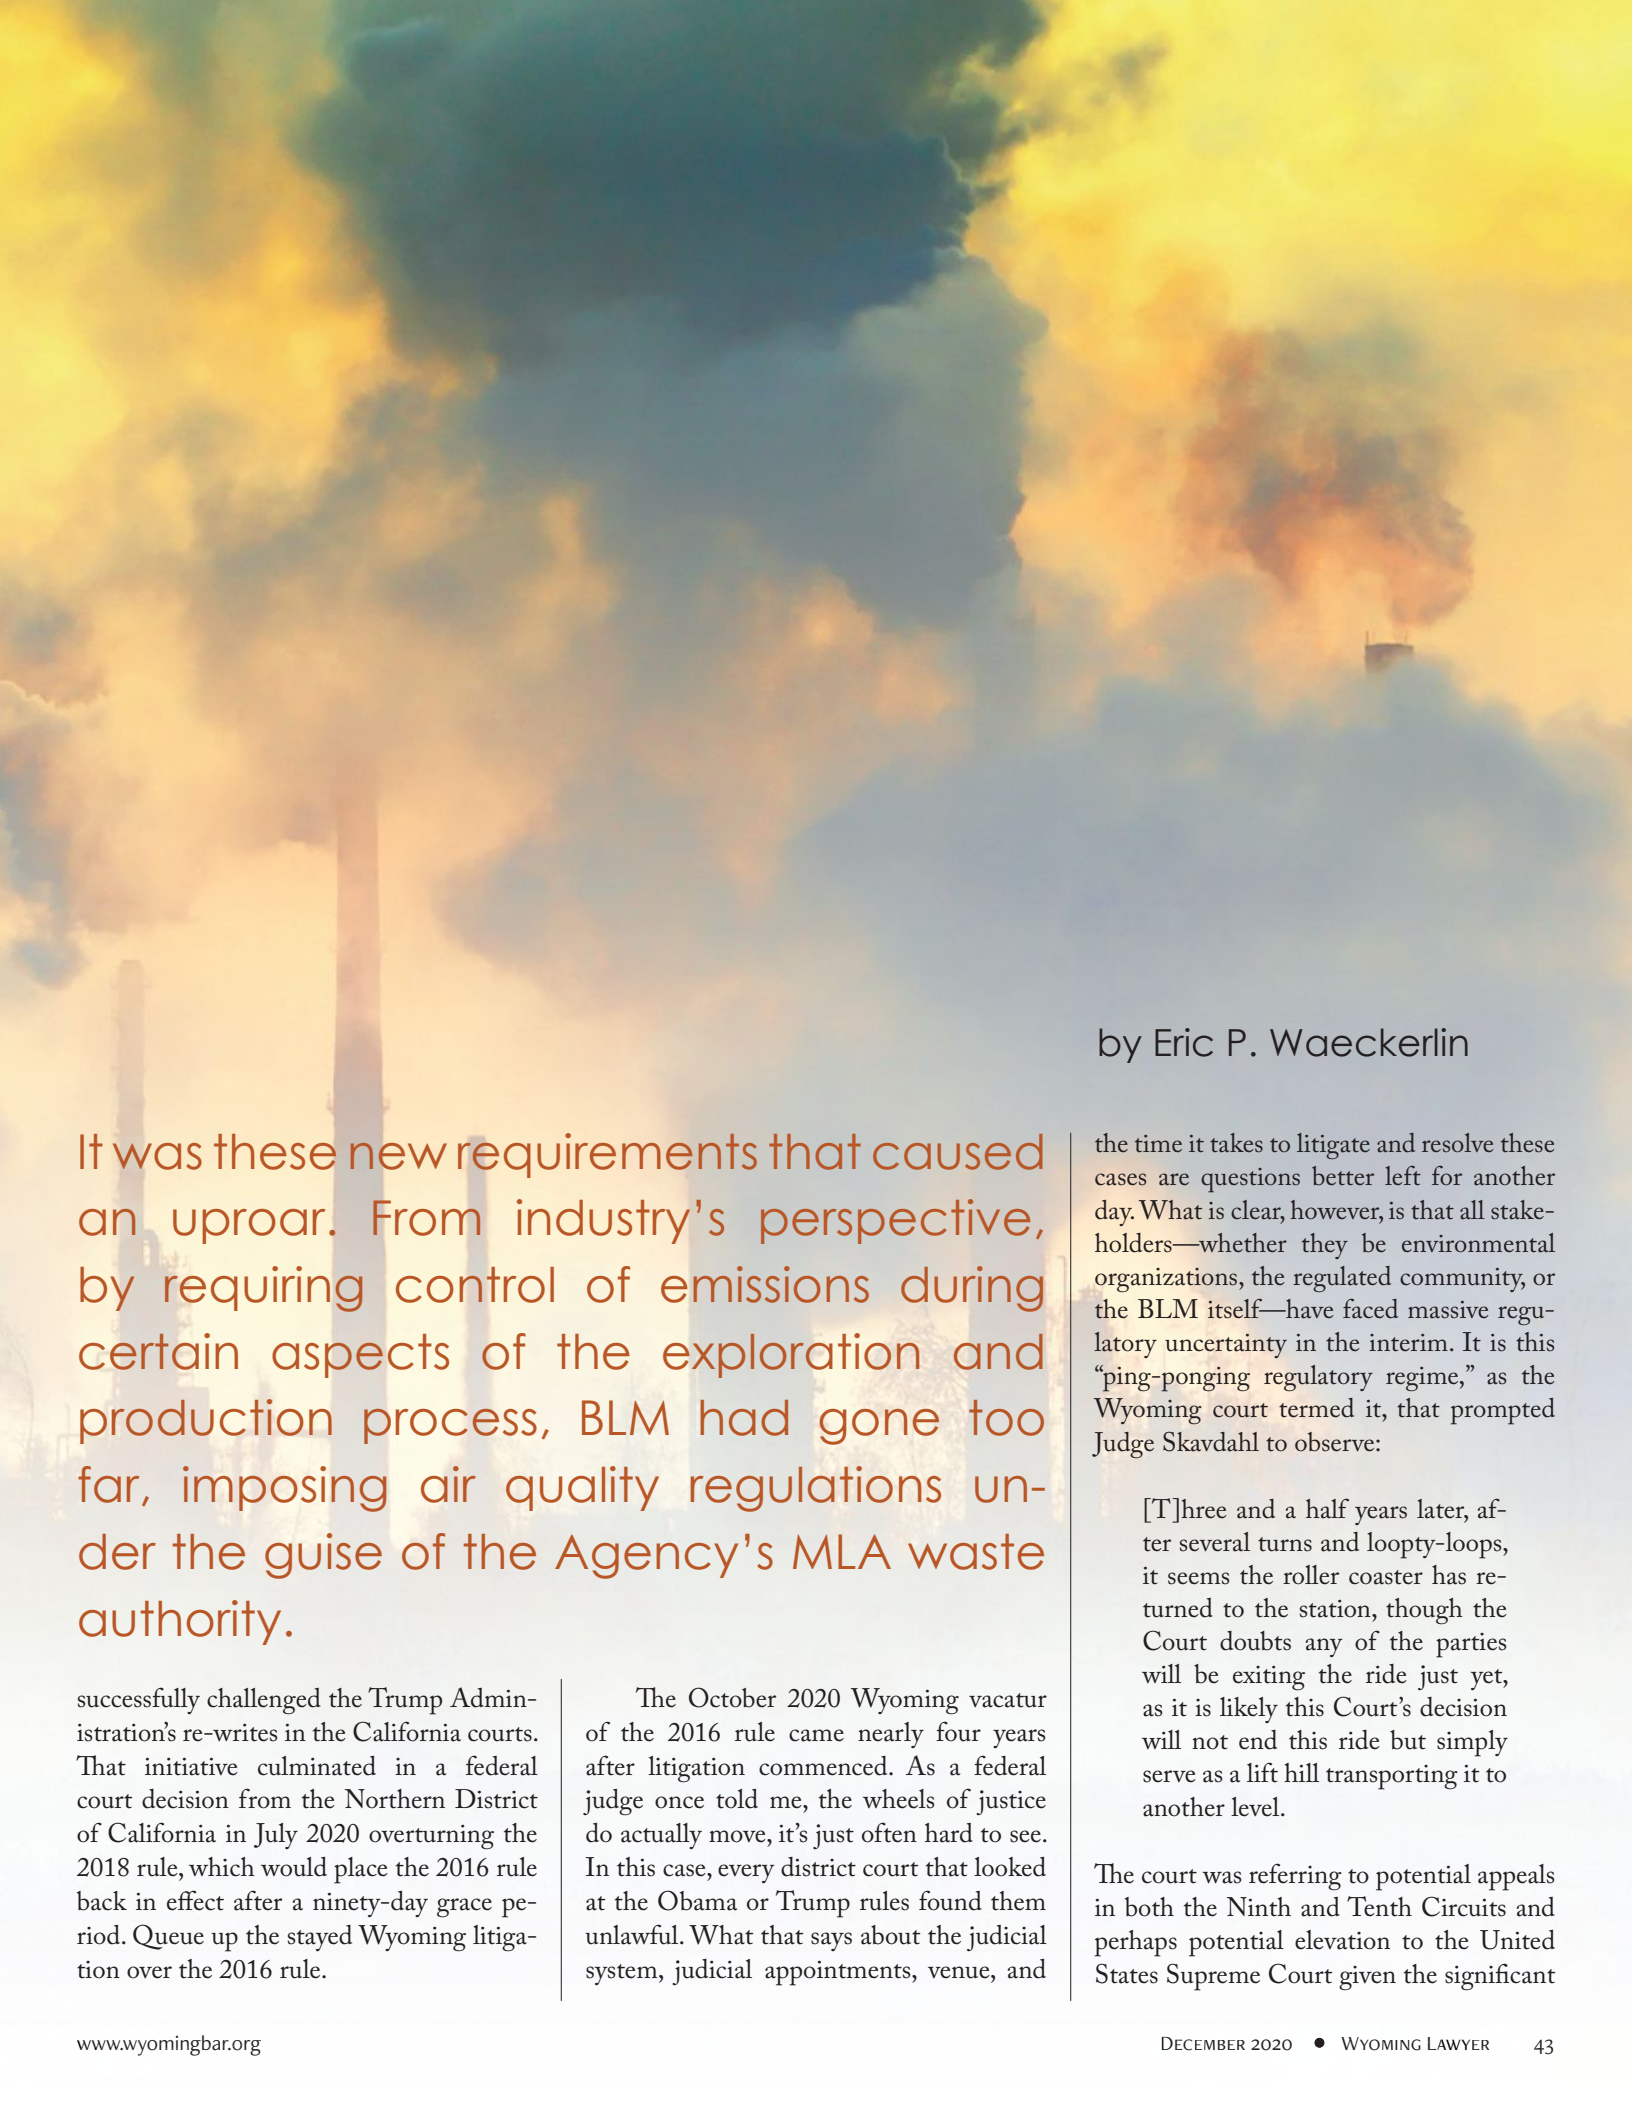 by Eric P. Waeckerlin
It was these new requirements that caused
an uproar. From industry's perspective,
by requiring control of emissions during
certain aspects of the exploration and
production process, BLM had gone too
far, imposing air quality regulations un-
der the guise of the Agency's MLA waste
authority.
successfully challenged the Trump Admin-
istration's re-writes in the California courts.
That initiative culminated in a federal
court decision from the Northern District
of California in July 2020 overturning the
2018 rule, which would place the 2016 rule
back in effect after a ninety-day grace pe-
riod. Queue up the stayed Wyoming litiga-
tion over the 2016 rule.
The October 2020 Wyoming vacatur
of the 2016 rule came nearly four years
after litigation commenced. As a federal
judge once told me, the wheels of justice
do actually move, it's just often hard to see.
In this case, every district court that looked
at the Obama or Trump rules found them
unlawful. What that says about the judicial
system, judicial appointments, venue, and
the time it takes to litigate and resolve these
cases are questions better left for another
day. What is clear, however, is that all stake-
holders—whether they be environmental
organizations, the regulated community, or
the BLM itself—have faced massive regu-
latory uncertainty in the interim. It is this
“ping-ponging regulatory regime,” as the
Wyoming court termed it, that prompted
Judge Skavdahl to observe:
[T]hree and a half years later, af-
ter several turns and loopty-loops,
it seems the roller coaster has re-
turned to the station, though the
Court doubts any of the parties
will be exiting the ride just yet,
as it is likely this Court's decision
will not end this ride but simply
serve as a lift hill transporting it to
another level.
The court was referring to potential appeals
in both the Ninth and Tenth Circuits and
perhaps potential elevation to the United
States Supreme Court given the significant
www.wyomingbar.org
December 2020 • Wyoming Lawyer 43